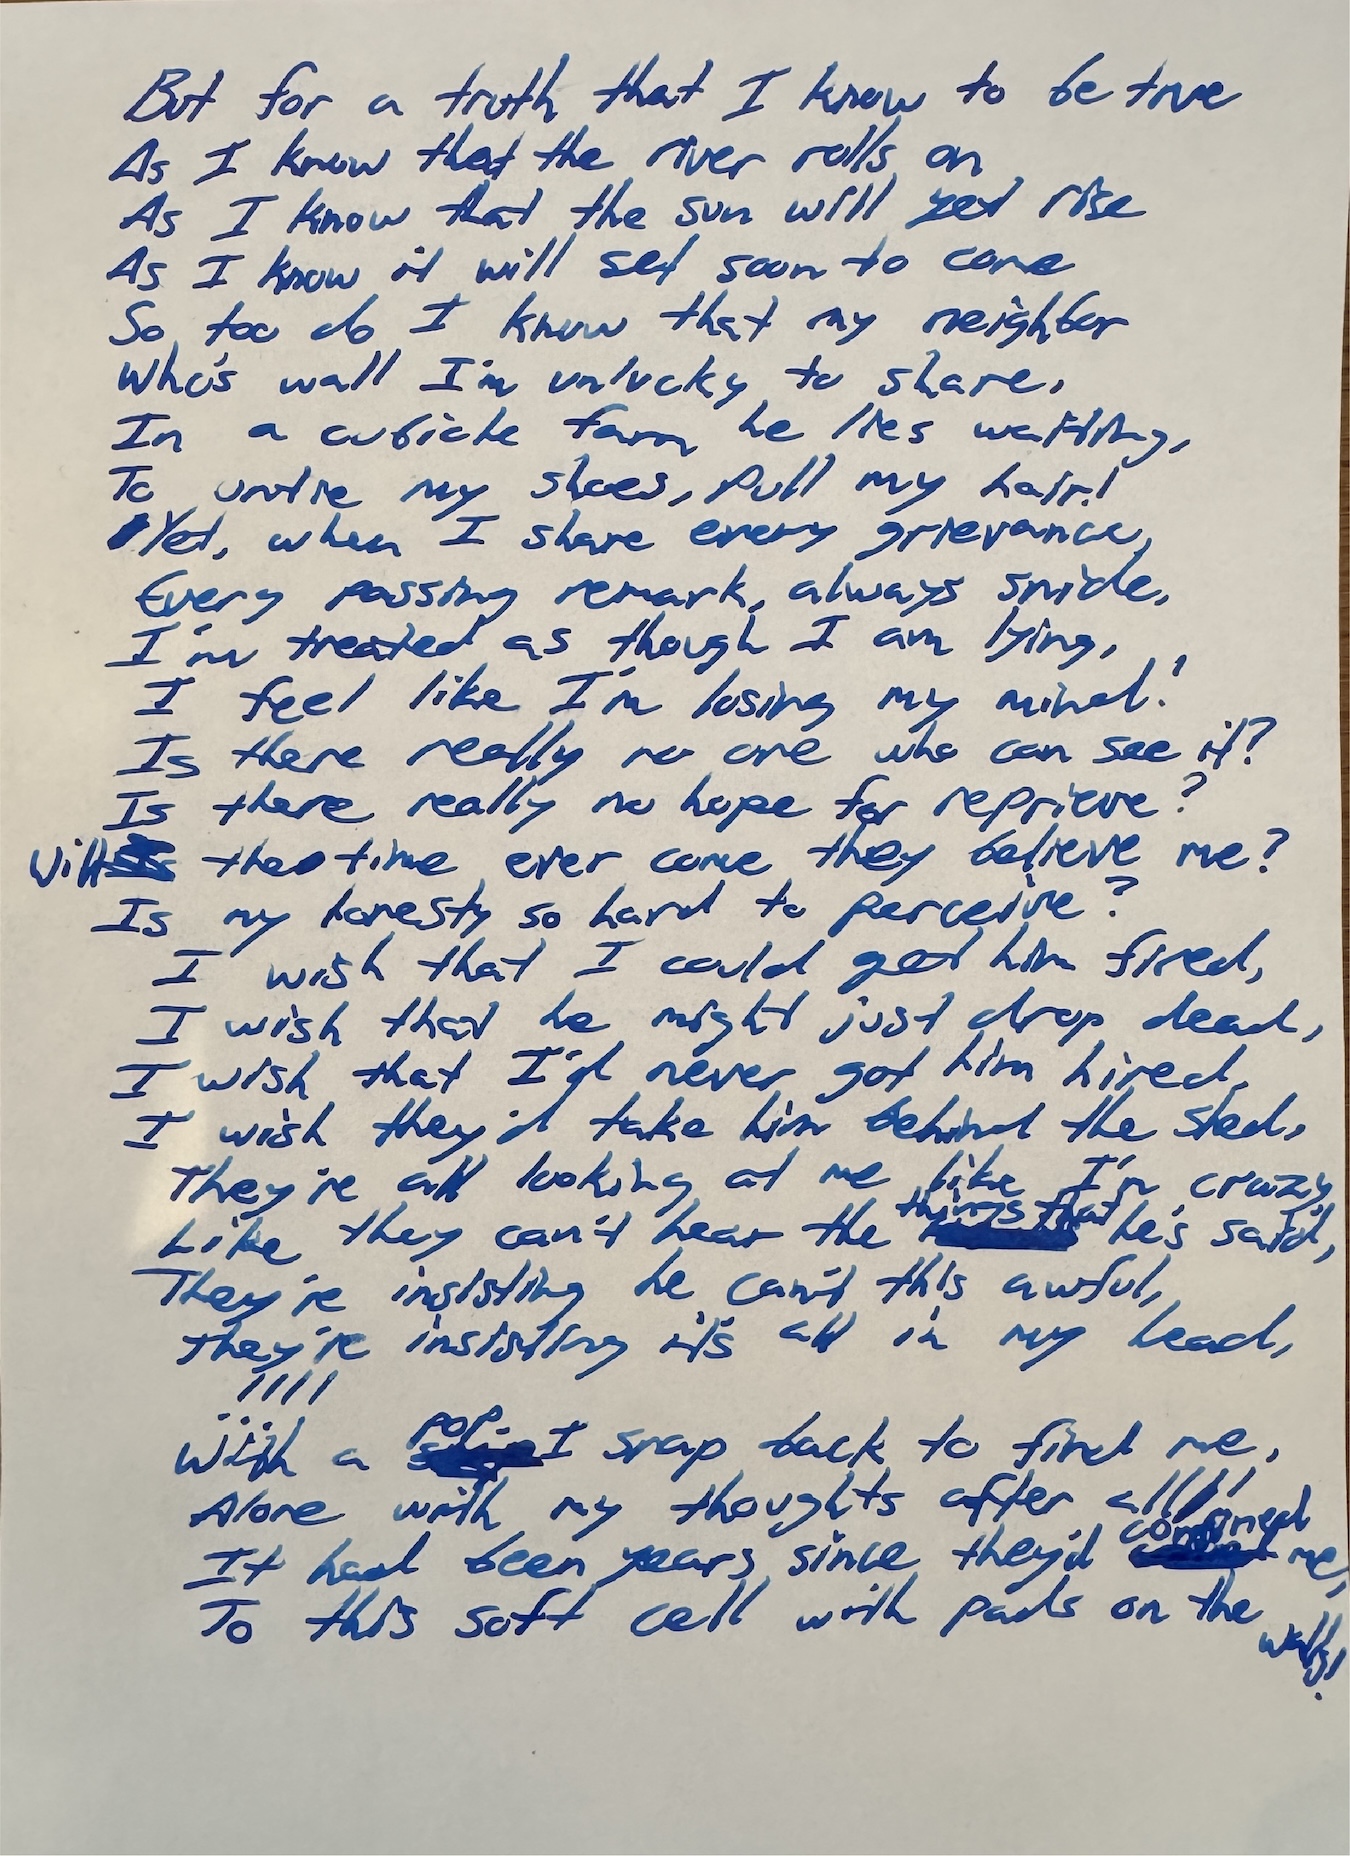 But for a truth that I know to be true
As I know that the river rolls on
As I know that the sun will yet rise
As I know it will set soon to come
So too do I know that my neighbor
Who's wall I'm unlucky to share,
In a cubicle farm he lies waiting,
To untie my shoes, pull my hair!
Yet, when I share every grievance,
Every passing remark, always snide,
I'm treated as though I am lying,
I feel like I'm losing my mind!
Is there really no one who can see it?
Is there really no hope for reprieve?
Will the time ever come they believe me?
Is my honesty so hard to perceive?
I wish that I could get him fired,
I wish that he might just drop dead,
I wish that I'd never got him hired,
I wish they'd take him behind the shed,
They're all looking at me like I'm crazy,
Like they can't hear the things that he's said,
They're insisting he can't this awful,
They're insisting it's all in my head,
!!!!!
With a pop I snap back to find me,
Alone with my thoughts after all!!!!
It had been years since they'd confined me,
To this soft cell with pads on the walls!